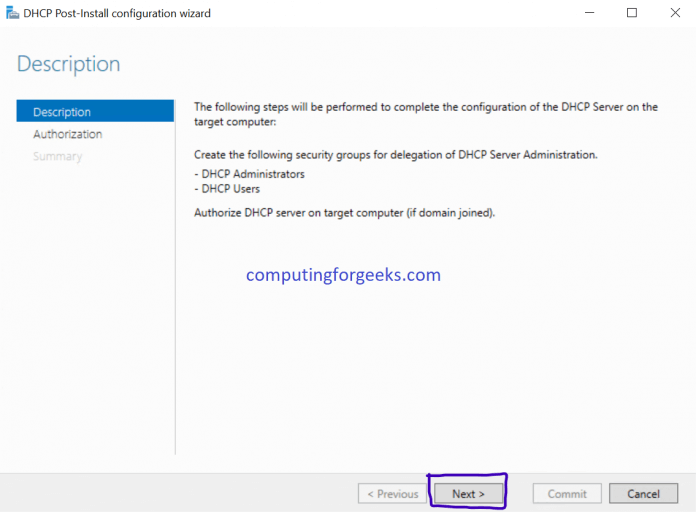 DHCP Post-Install configuration wizard
Description
Description
Authorization
Summary
The following steps will be performed to complete the configuration of the DHCP Server on the
target computer:
Create the following security groups for delegation of DHCP Server Administration.
- DHCP Administrators
- DHCP Users
Authorize DHCP server on target computer (if domain joined).
computingforgeeks.com
< Previous
Next >
Commit
Cancel